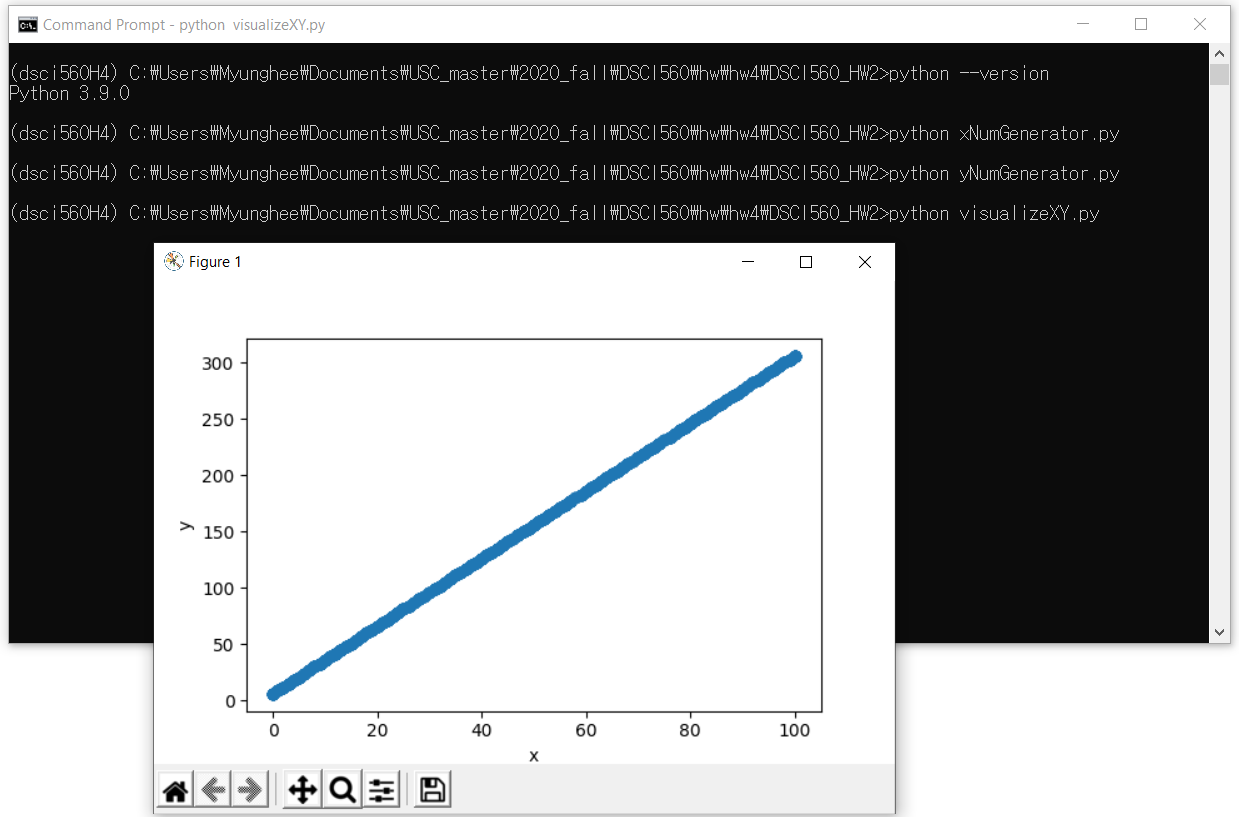 Command Prompt - python  visualizeXY.py
(dsci560H4) C:₩Users₩Myunghee₩Documents₩USC_master₩2020_fall₩DSCI560₩hw₩hw4₩DSCI560_HW2>python --version
Python 3.9.0
(dsci560H4) C:₩Users₩Myunghee₩Documents₩USC_master₩2020_fall₩DSCI560₩hw₩hw4₩DSCI560_HW2>python xNumGenerator.py
(dsci560H4) C:₩Users₩Myunghee₩Documents₩USC_master₩2020_fall₩DSCI560₩hw₩hw4₩DSCI560_HW2>python yNumGenerator.py
(dsci560H4) C:₩Users₩Myunghee₩Documents₩USC_master₩2020_fall₩DSCI560₩hw₩hw4₩DSCI560_HW2>python visualizeXY.py
Figure 1
300
250
200
150
100
50
0
y
0 20 40 60 80 100
x